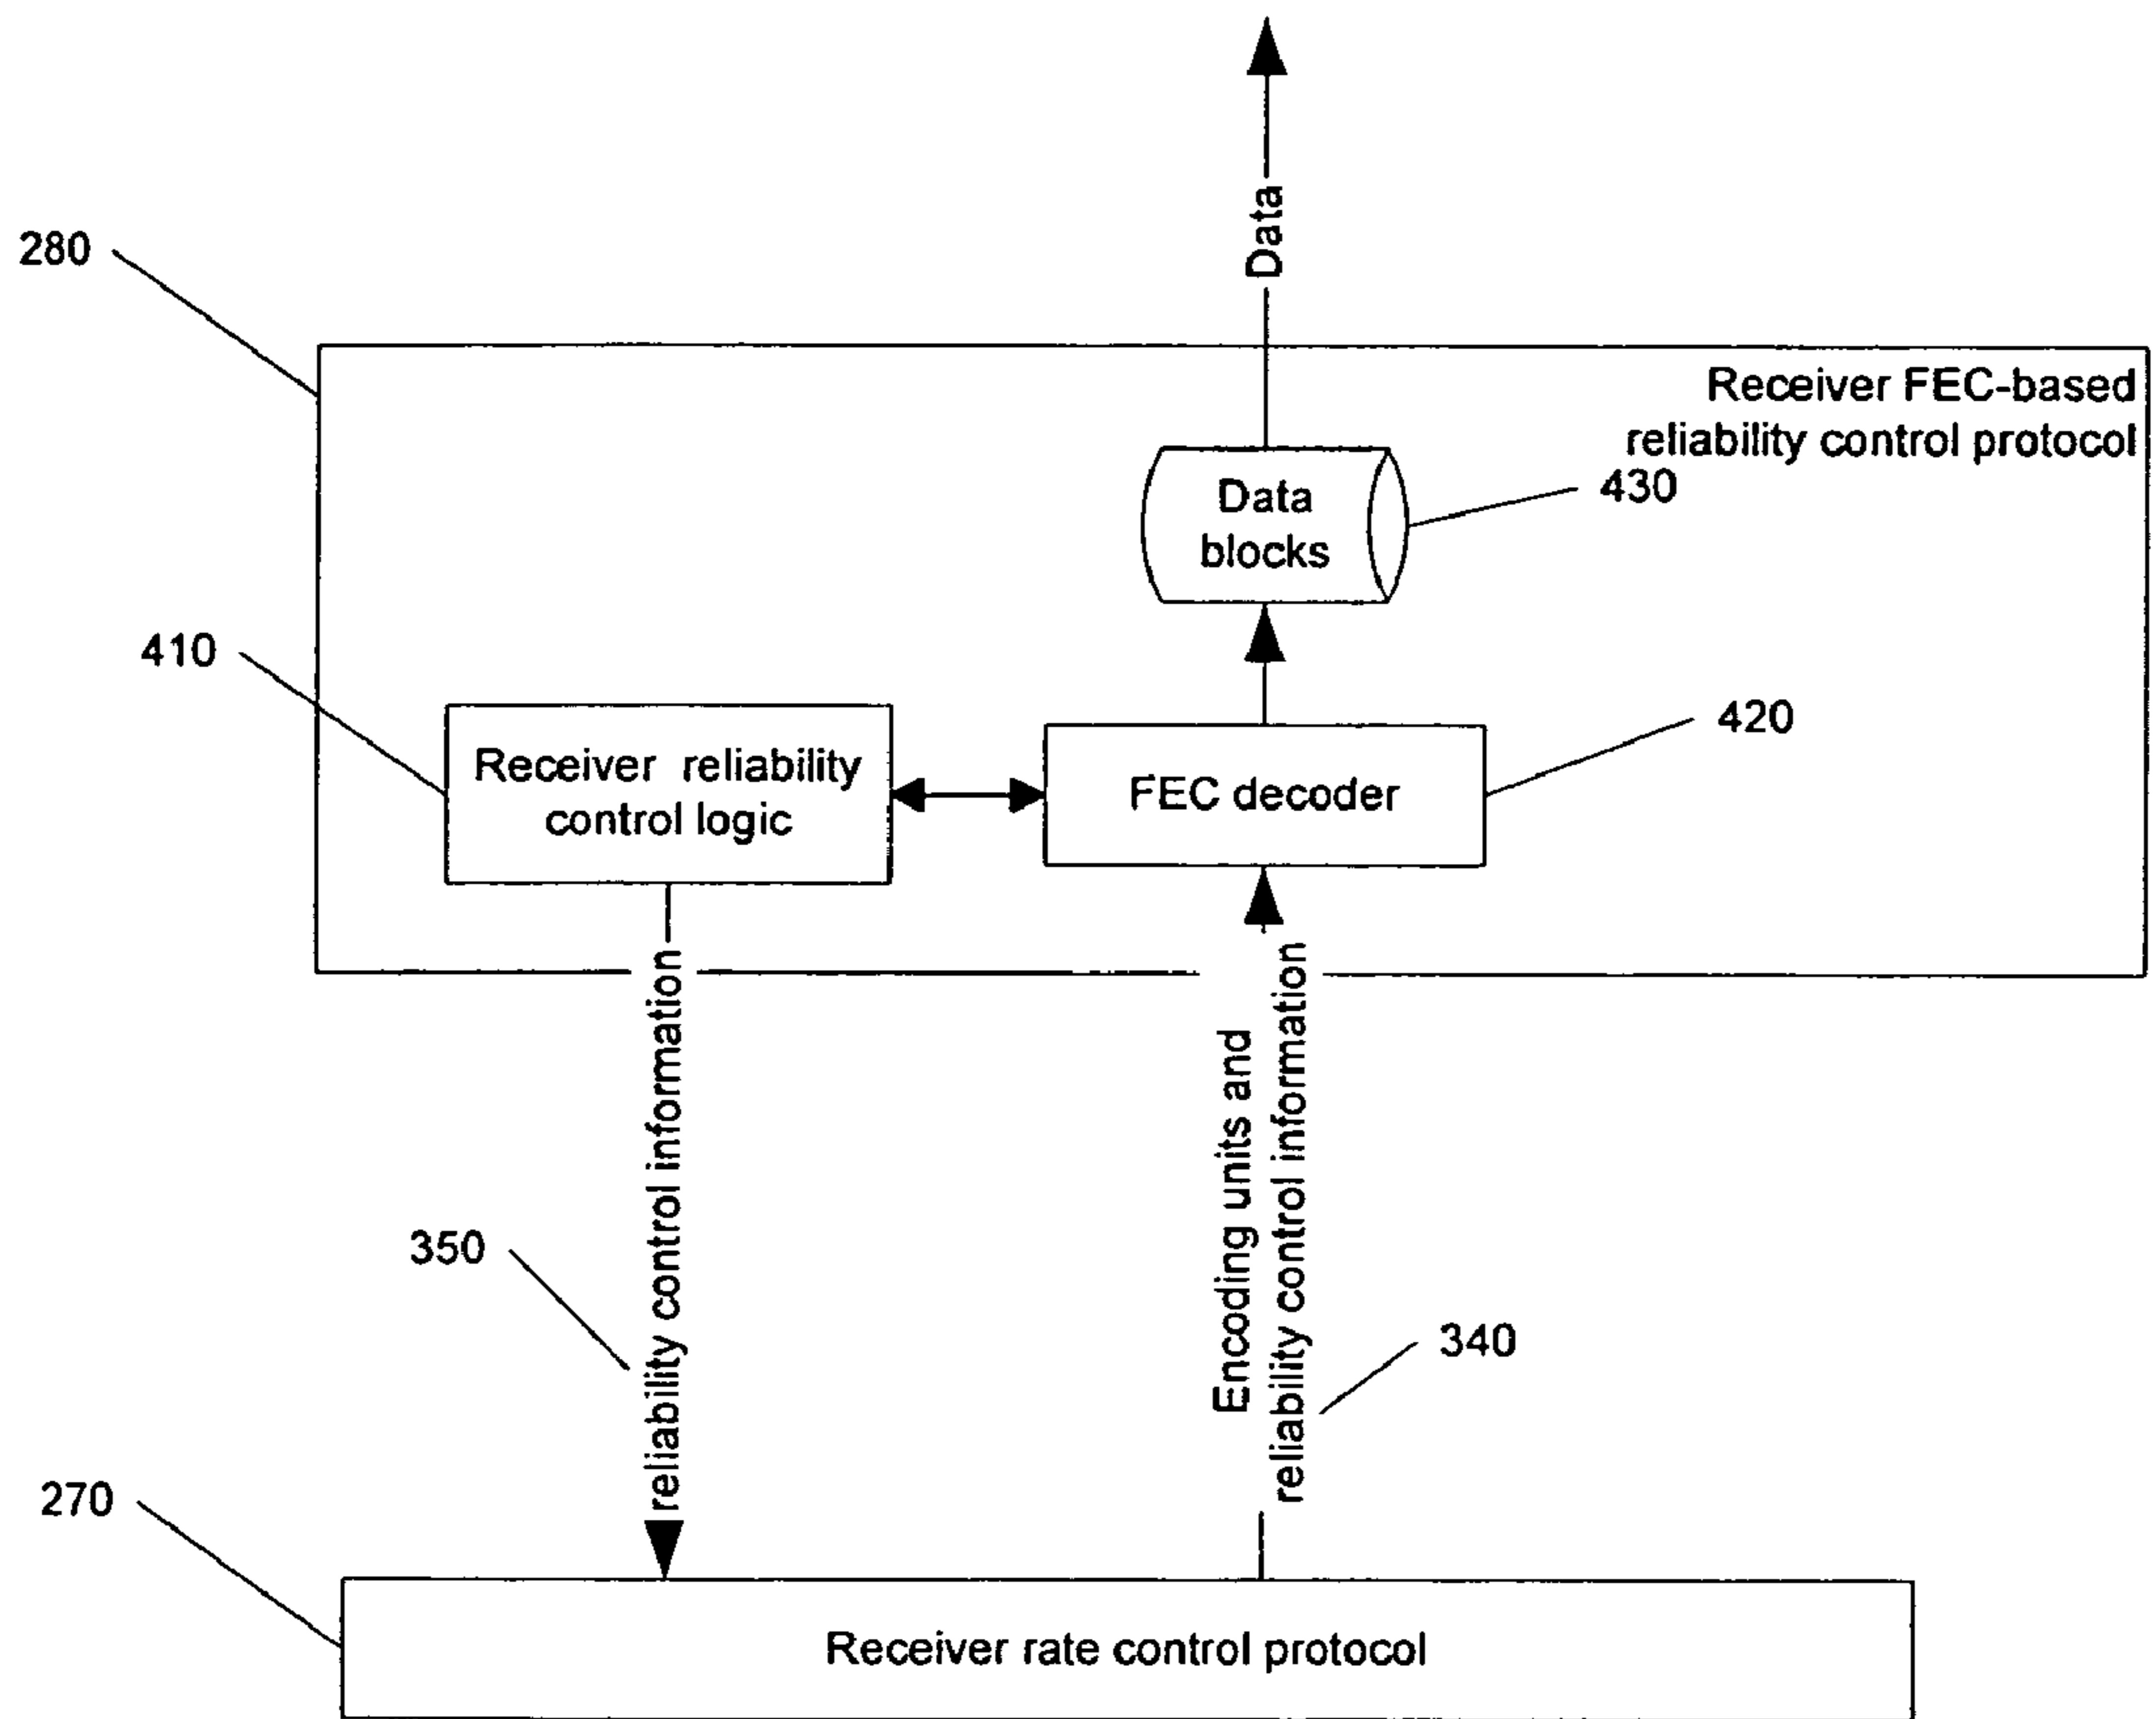 Data
280
Receiver FEC-based
reliability control protocol
Data
blocks
430
410
Receiver reliability
control logic
FEC decoder
420
reliability control information
Encoding units and
reliability control information
350
340
270
Receiver rate control protocol